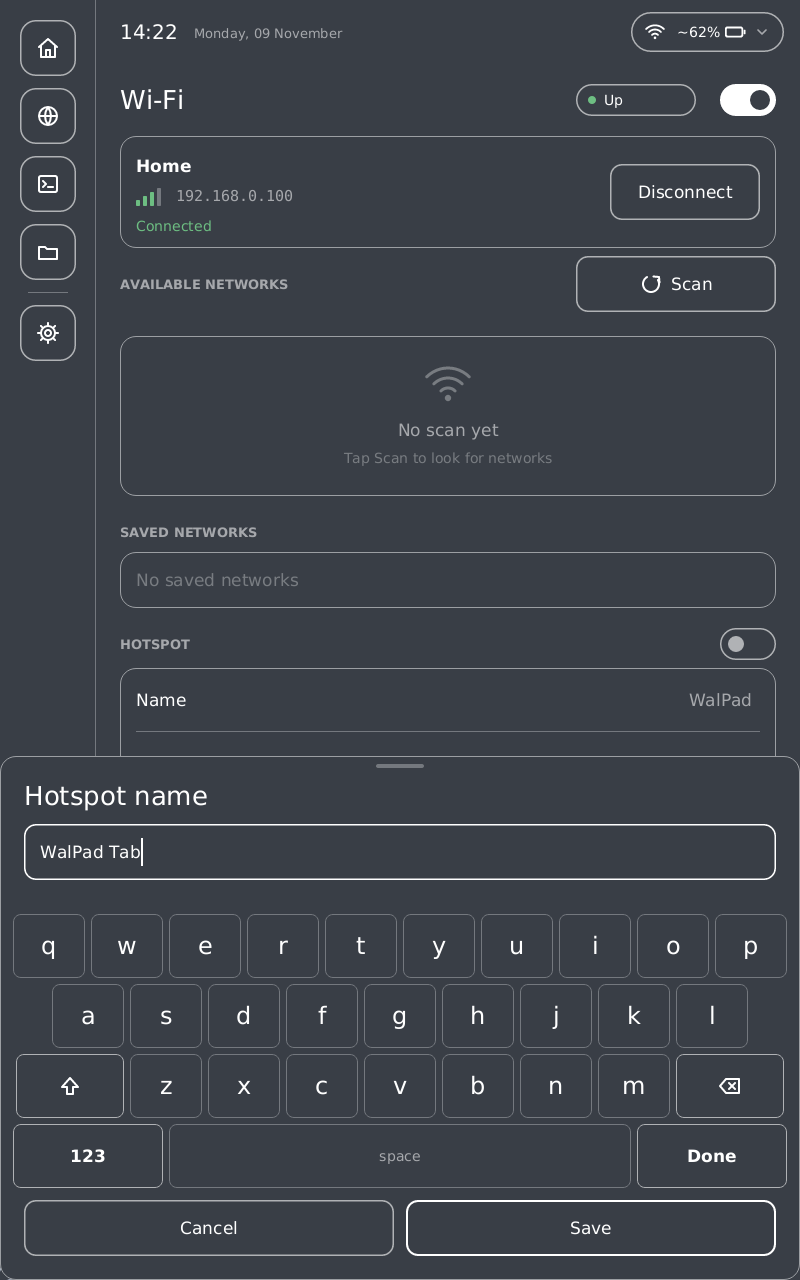 14:22 Monday, 09 November ~62%
Wi-Fi Up
Home
192.168.0.100
Connected
Disconnect
AVAILABLE NETWORKS Scan
No scan yet
Tap Scan to look for networks
SAVED NETWORKS
No saved networks
HOTSPOT
Name WalPad
Hotspot name
WalPad Tab
q w e r t y u i o p
a s d f g h j k l
z x c v b n m
123 space Done
Cancel Save